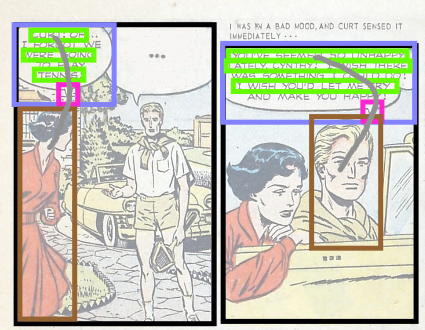 CURT! OH...
I FORGOT WE
WERE GOING
TO PLAY
TENNIS!
...
I WAS IN A BAD MOOD, AND CURT SENSED IT
IMMEDIATELY...
YOU'VE SEEMED SO UNHAPPY
LATELY CYNTHY! I WISH THERE
WAS SOMETHING I COULD DO!
I WISH YOU'D LET ME TRY
AND MAKE YOU HAPPY
...